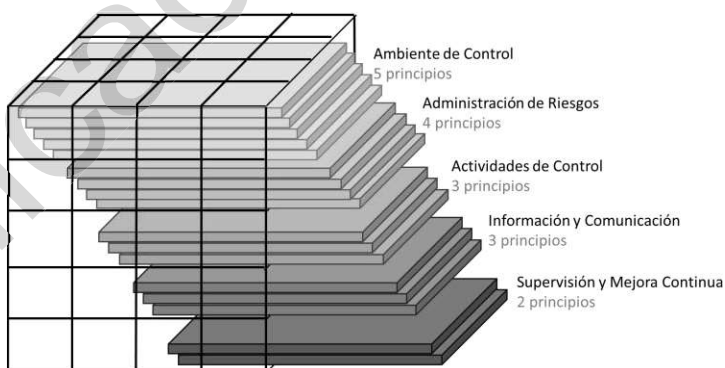 Ambiente de Control
5 principios
Administración de Riesgos
4 principios
Actividades de Control
3 principios
Información y Comunicación
3 principios
Supervisión y Mejora Continua
2 principios